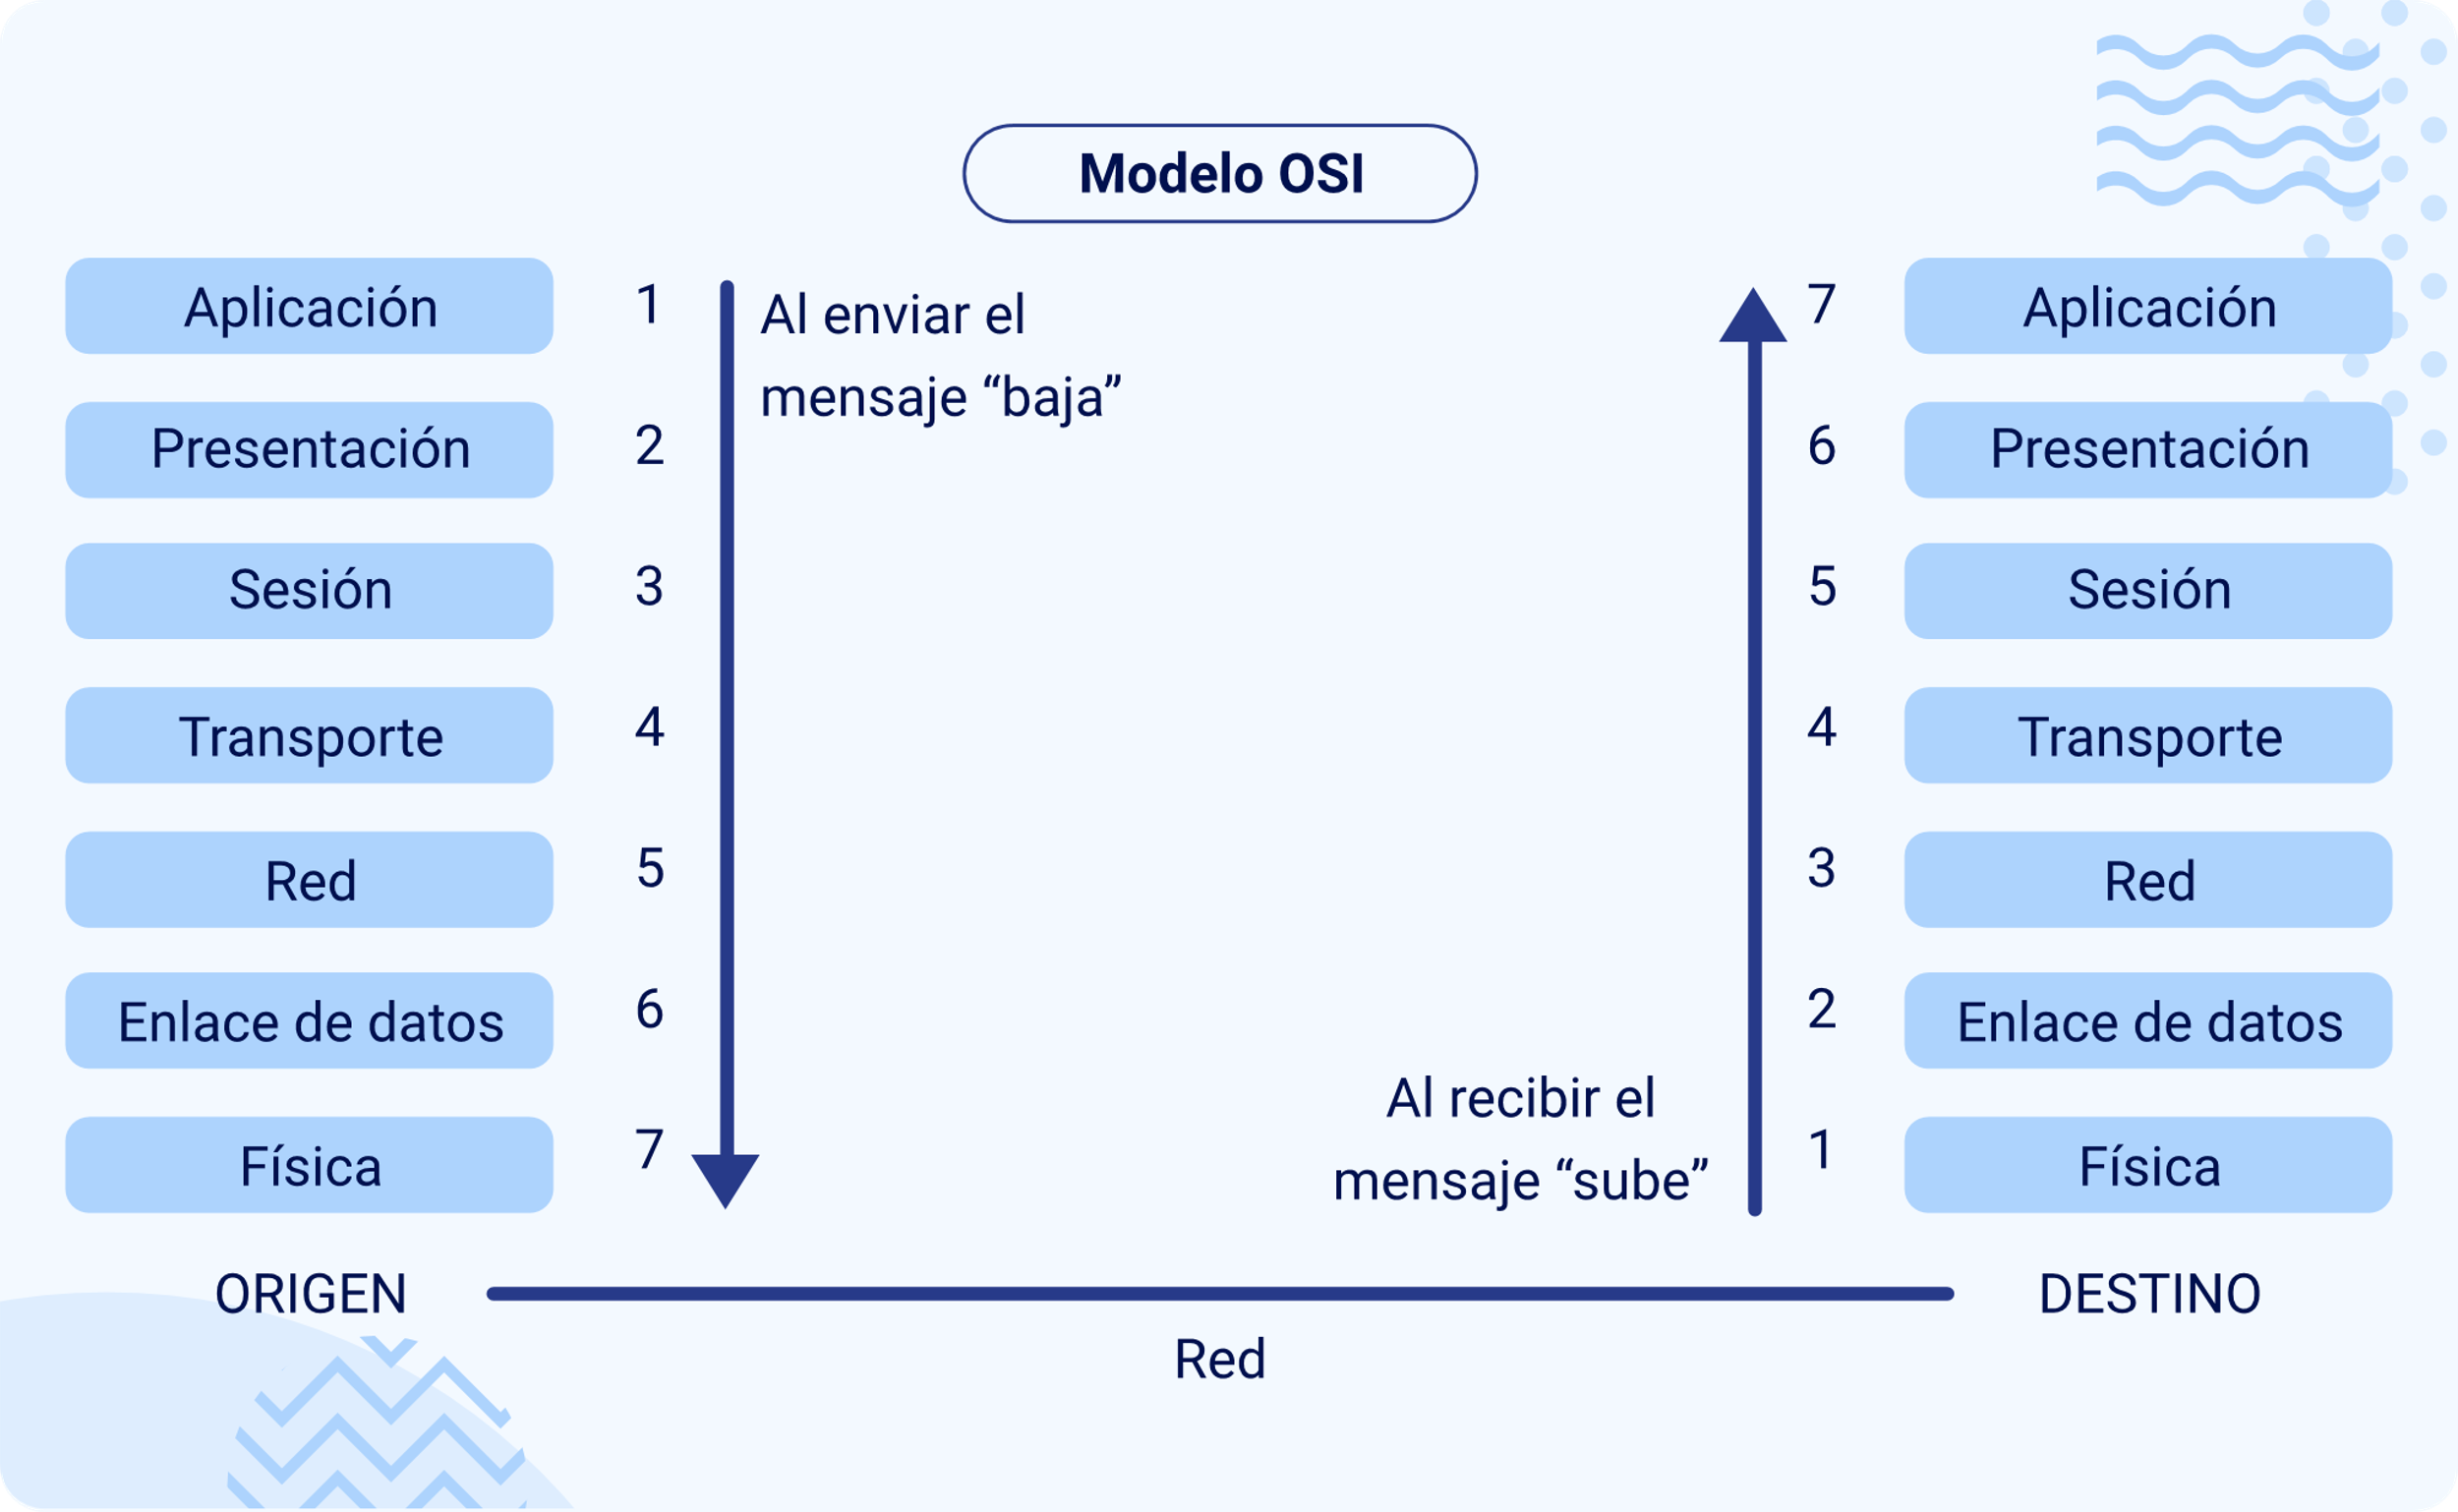 Modelo OSI
Aplicación 1 Al enviar el 7 Aplicación
mensaje “baja”
Presentación 2 6 Presentación
Sesión 3 5 Sesión
Transporte 4 4 Transporte
Red 5 3 Red
Enlace de datos 6 2 Enlace de datos
Al recibir el
Física 7 mensaje “sube” 1 Física
ORIGEN DESTINO
Red